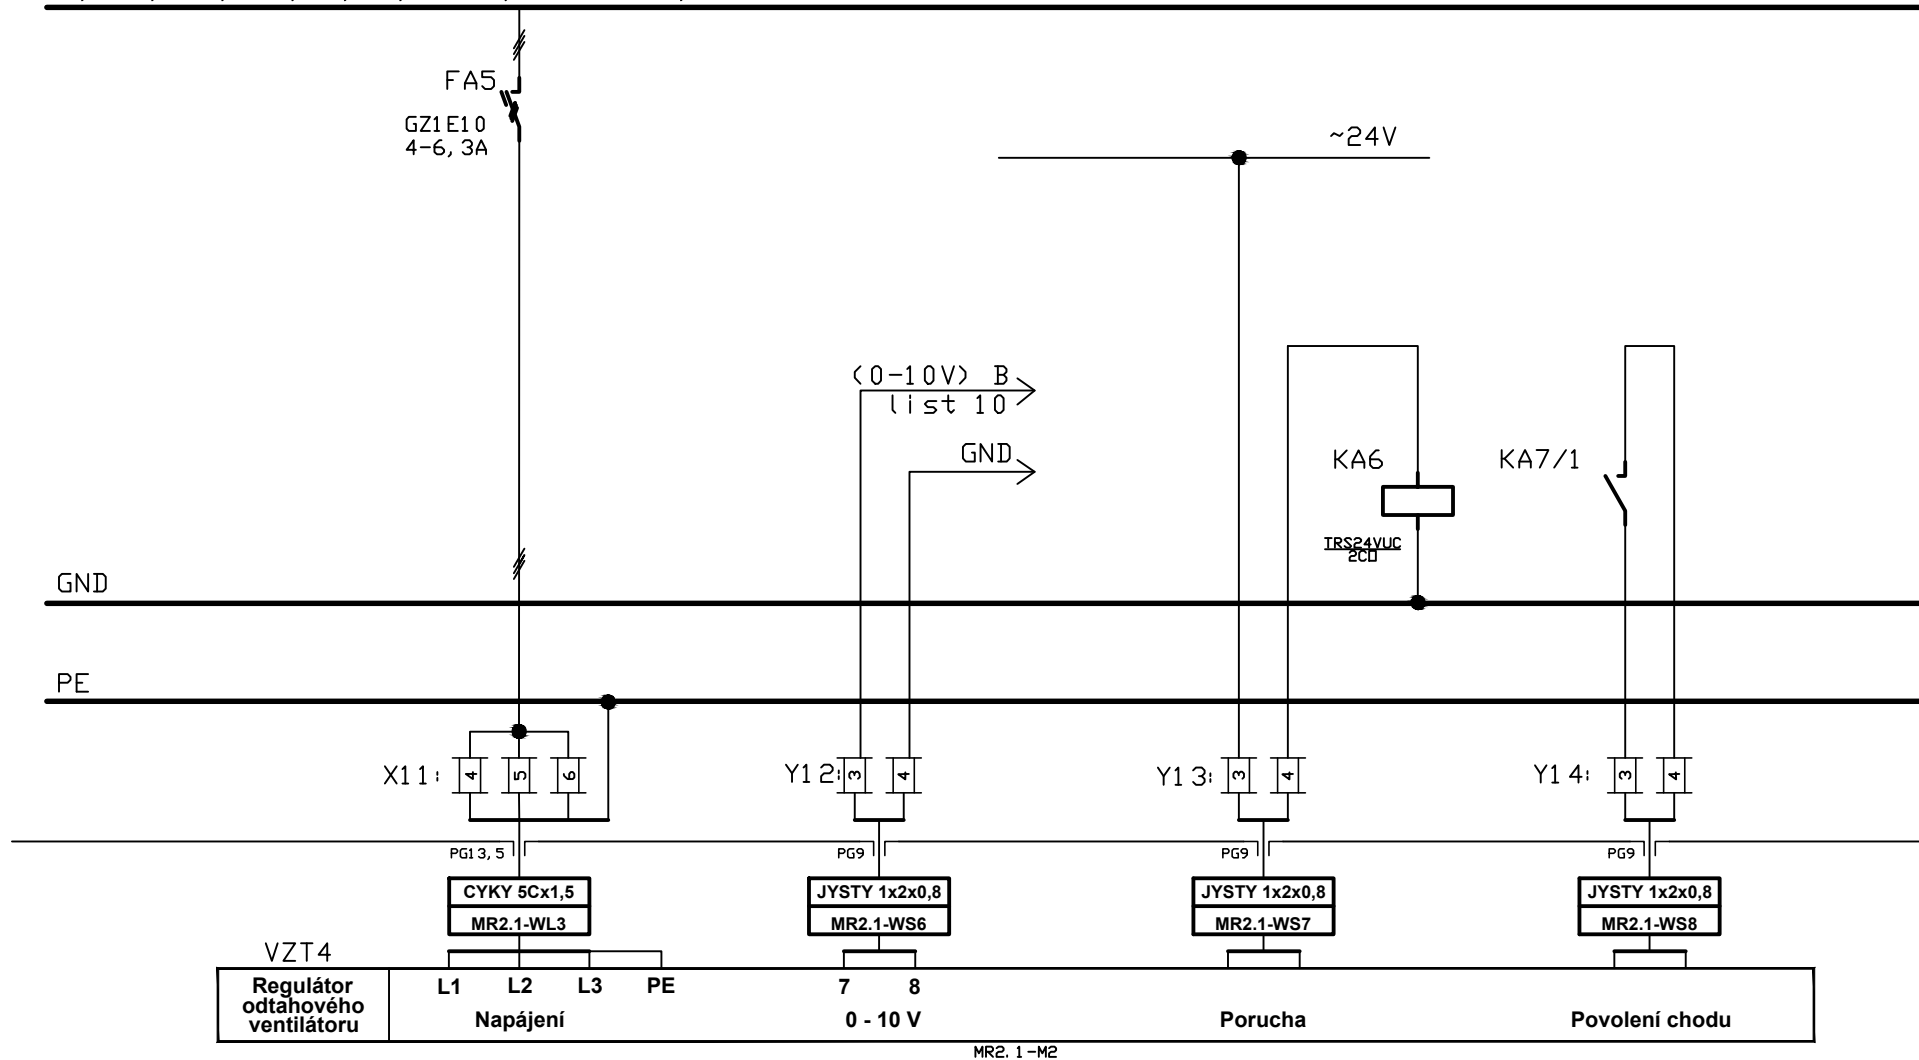 FA5
GZ1E10
4-6,3A
~24V
(0-10V) B
list 10
GND
KA6
KA7/1
TRS24VUC
2CO
GND
PE
X11:
4
5
6
Y12:
3
4
Y13:
3
4
Y14:
3
4
PG13,5
PG9
PG9
PG9
CYKY 5Cx1,5
MR2.1-WL3
JYSTY 1x2x0,8
MR2.1-WS6
JYSTY 1x2x0,8
MR2.1-WS7
JYSTY 1x2x0,8
MR2.1-WS8
VZT4
Regulátor
odtahového
ventilátoru
L1 L2 L3 PE
Napájení
7 8
0 - 10 V
Porucha
Povolení chodu
MR2.1-M2